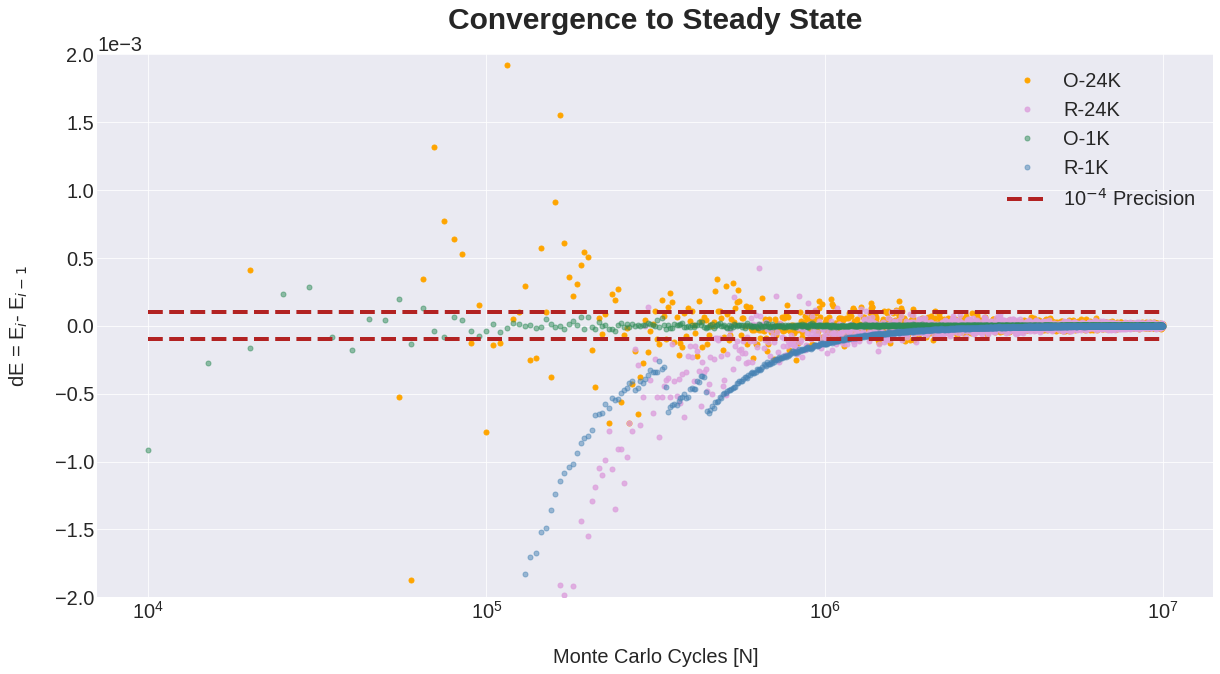 Convergence to Steady State
1e−3
2.0
1.5
1.0
0.5
0.0
−0.5
−1.0
−1.5
−2.0
dE = E_i- E_{i−1}
O-24K
R-24K
O-1K
R-1K
10^{−4} Precision
10^4 10^5 10^6 10^7
Monte Carlo Cycles [N]